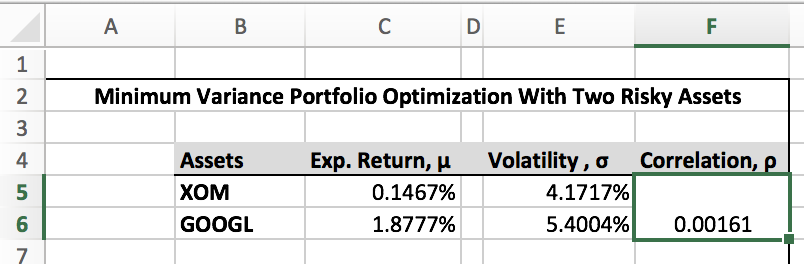 A B C D E F
1
2 Minimum Variance Portfolio Optimization With Two Risky Assets
3
4 Assets Exp. Return, μ Volatility , σ Correlation, ρ
5 XOM 0.1467% 4.1717%
6 GOOGL 1.8777% 5.4004% 0.00161
7